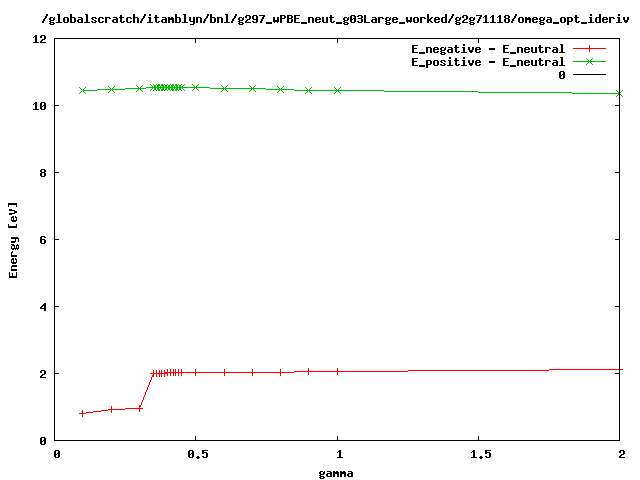 /globalscratch/itamblyn/bnl/g297_wPBE_neut_g03Large_worked/g2g71118/omega_opt_ideriv
E_negative - E_neutral
E_positive - E_neutral
0
12
10
8
6
4
2
0
Energy [eV]
0 0.5 1 1.5 2
gamma